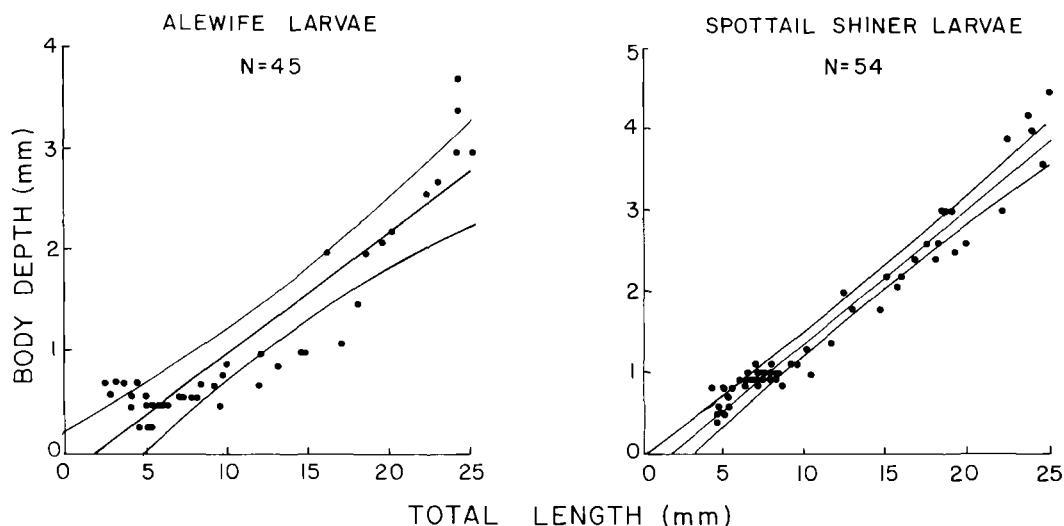 ALEWIFE LARVAE
N=45
4
3
2
1
0
0 5 10 15 20 25
BODY DEPTH (mm)
SPOTTAIL SHINER LARVAE
N=54
5
4
3
2
1
0
0 5 10 15 20 25
TOTAL LENGTH (mm)